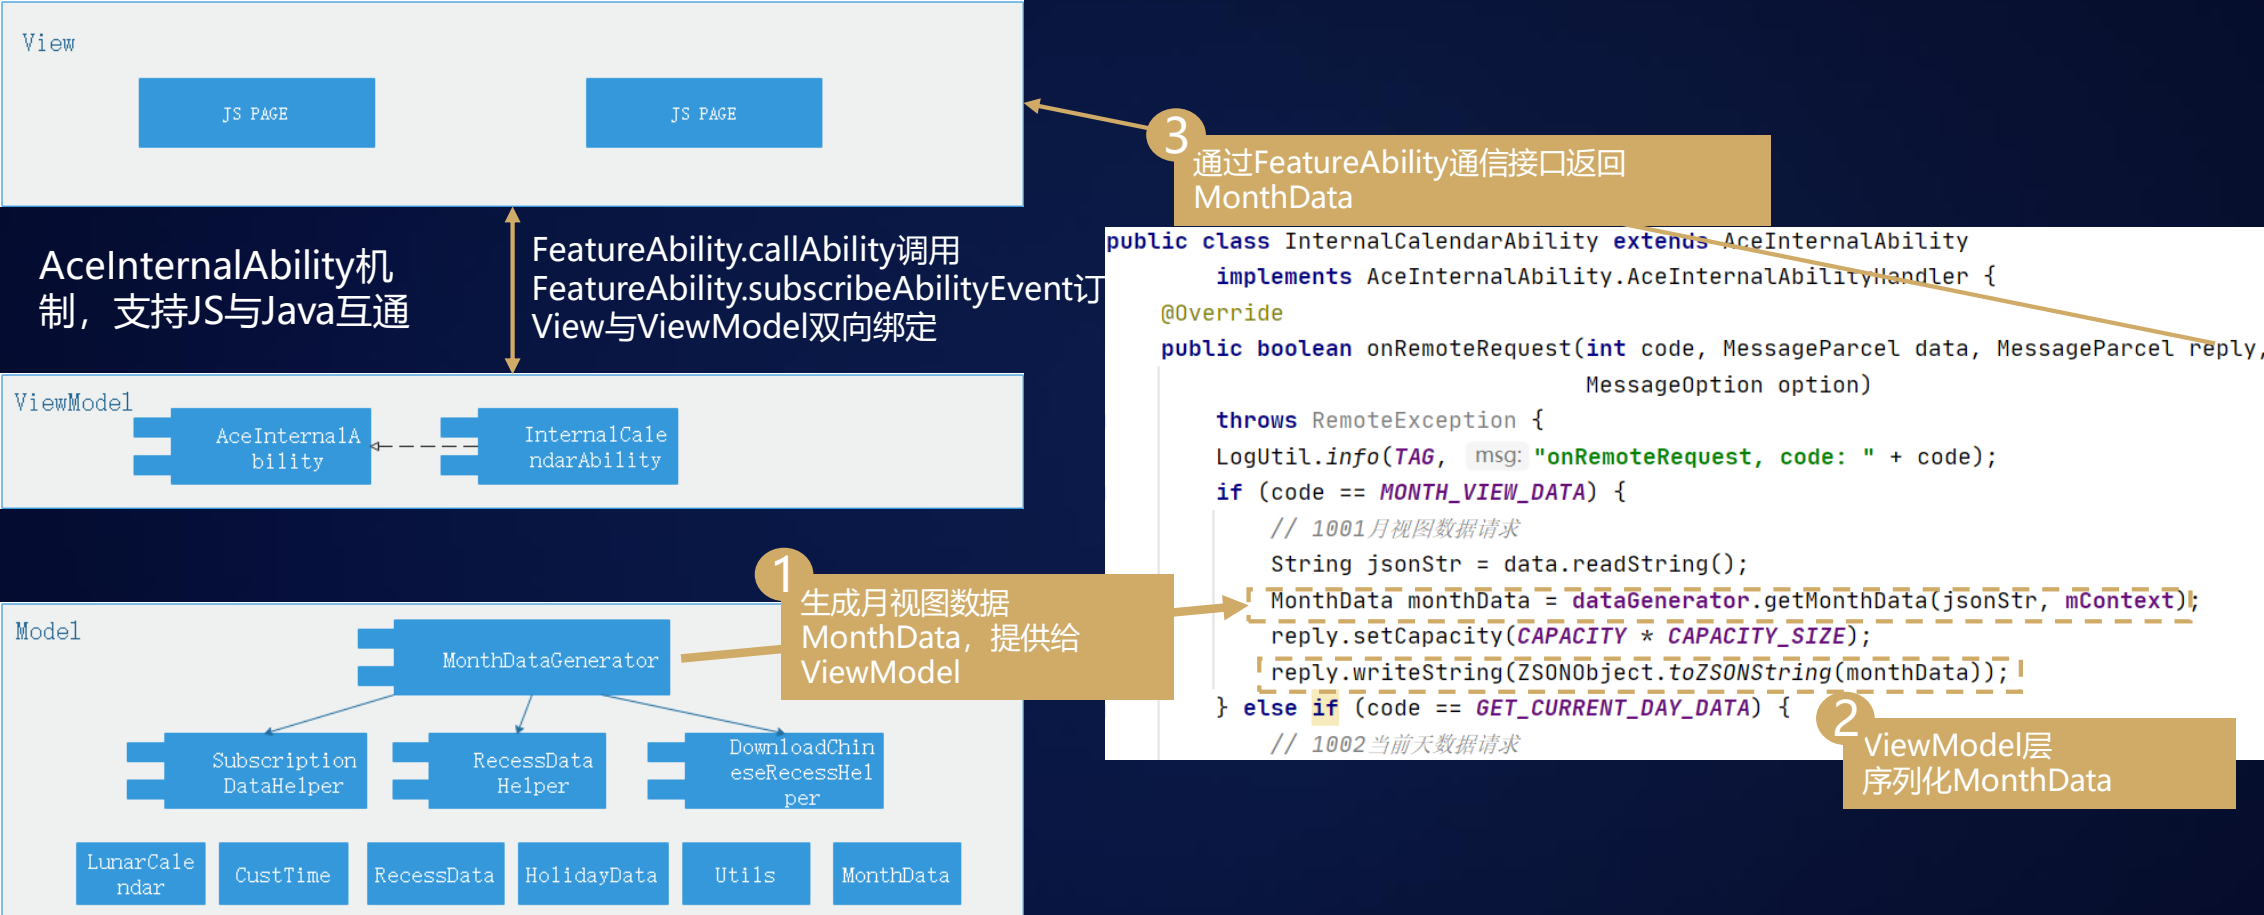 View
JS PAGE
JS PAGE
AceInternalAbility机
制，支持JS与Java互通
FeatureAbility.callAbility调用
FeatureAbility.subscribeAbilityEvent订
View与ViewModel双向绑定
ViewModel
AceInternalA
bility
InternalCale
ndarAbility
Model
MonthDataGenerator
Subscription
DataHelper
RecessData
Helper
DownloadChin
eseRecessHel
per
LunarCale
ndar
CustTime
RecessData
HolidayData
Utils
MonthData
1
生成月视图数据
MonthData，提供给
ViewModel
3
通过FeatureAbility通信接口返回
MonthData
public class InternalCalendarAbility extends AceInternalAbility
implements AceInternalAbility.AceInternalAbilityHandler {
@Override
public boolean onRemoteRequest(int code, MessageParcel data, MessageParcel reply,
MessageOption option)
throws RemoteException {
LogUtil.info(TAG, msg: "onRemoteRequest, code: " + code);
if (code == MONTH_VIEW_DATA) {
// 1001月视图数据请求
String jsonStr = data.readString();
MonthData monthData = dataGenerator.getMonthData(jsonStr, mContext);
reply.setCapacity(CAPACITY * CAPACITY_SIZE);
reply.writeString(ZSONObject.toZSONString(monthData));
} else if (code == GET_CURRENT_DAY_DATA) {
// 1002当前天数据请求
2
ViewModel层
序列化MonthData